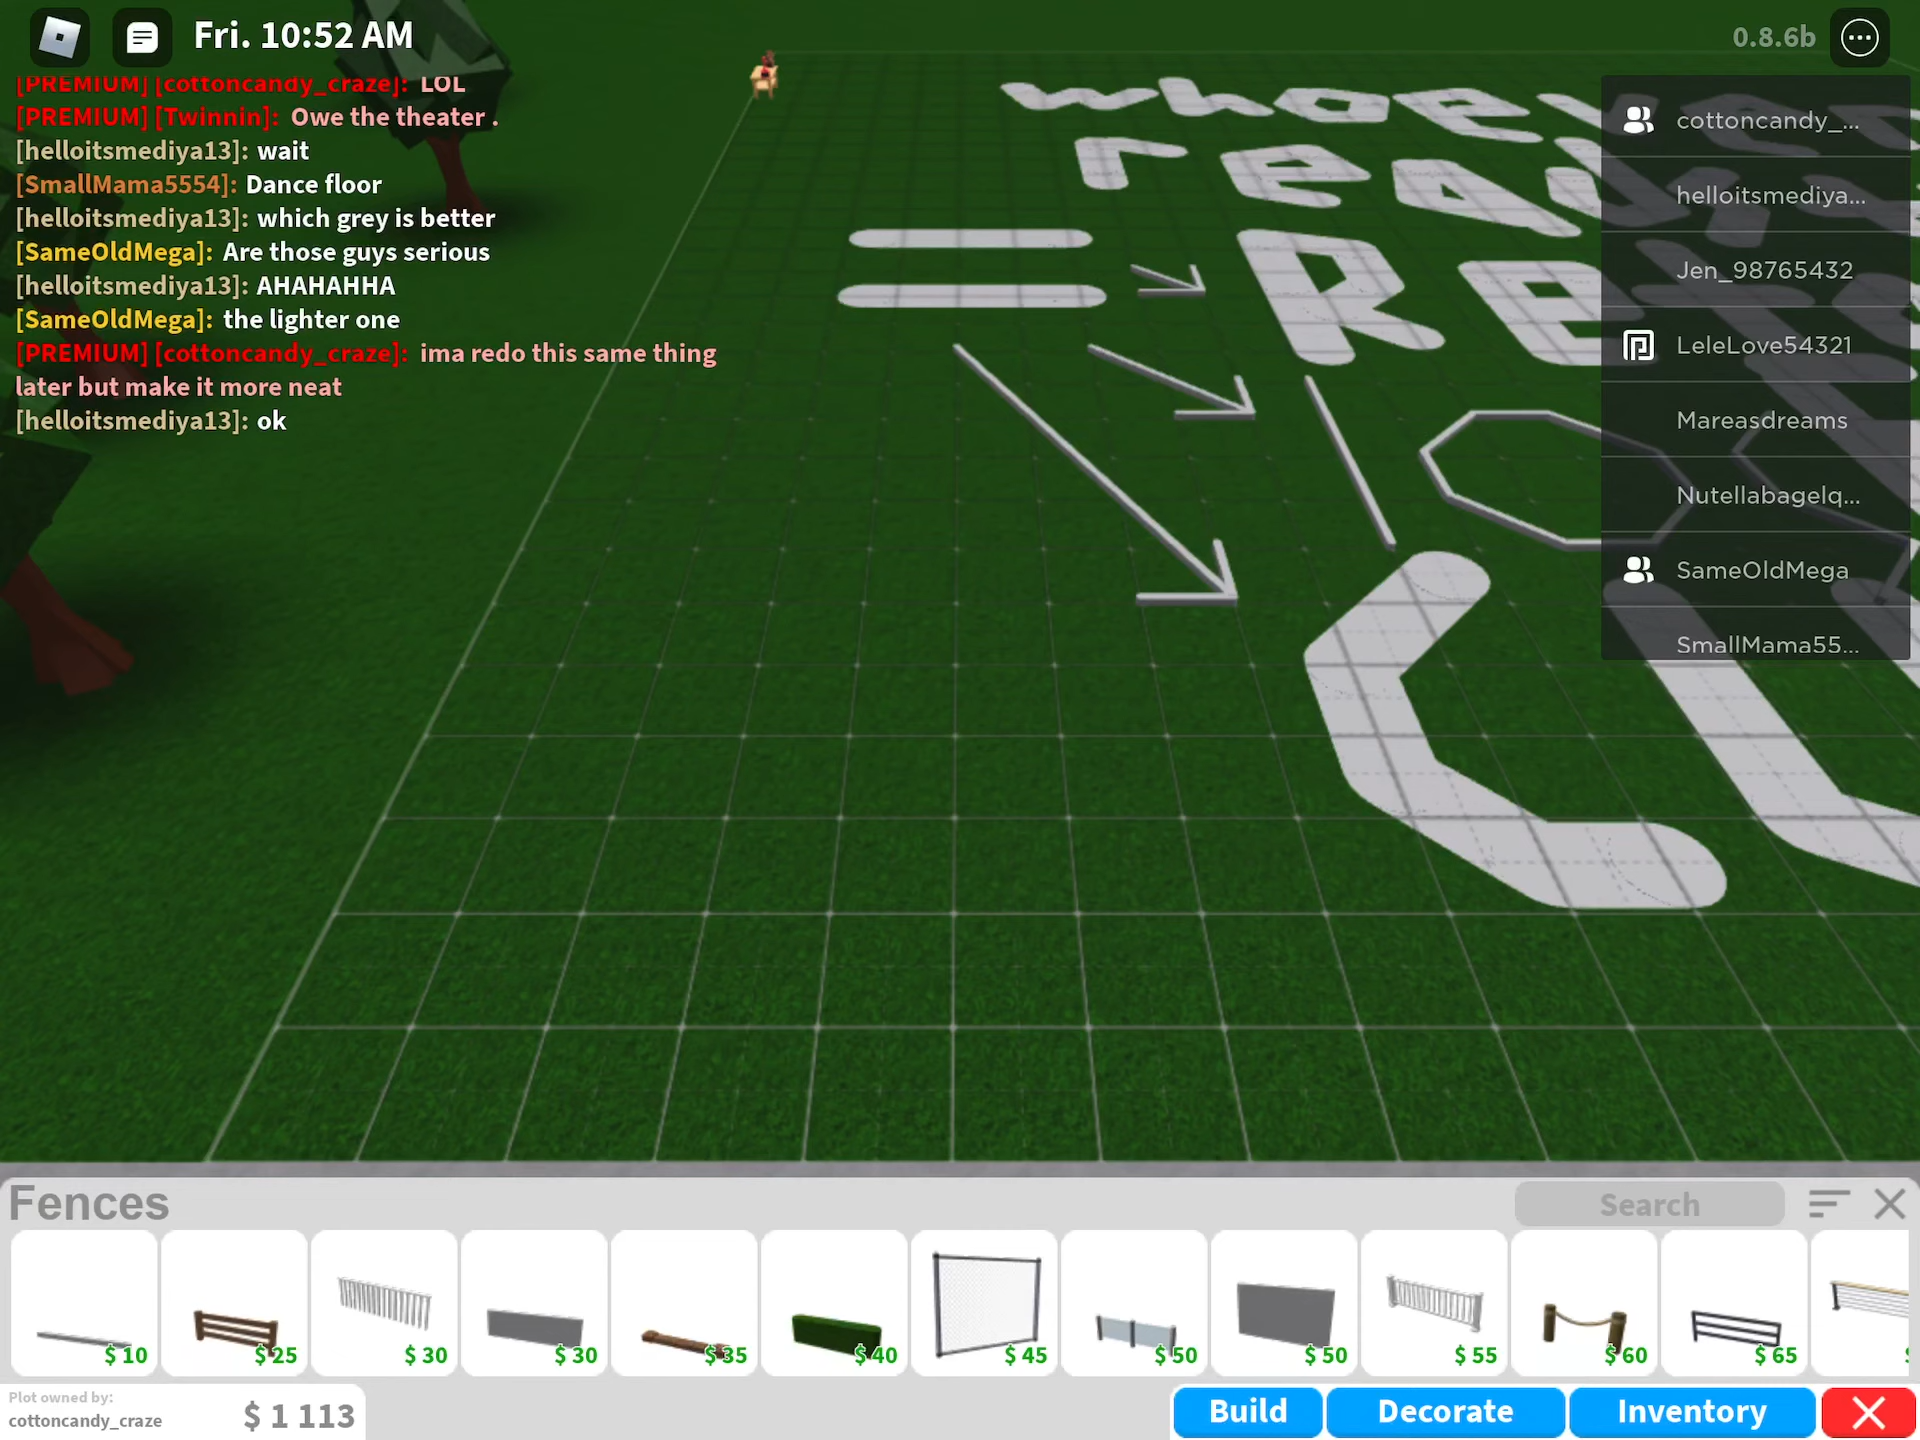 Fri. 10:52 AM
0.8.6b
[PREMIUM] [cottoncandy_craze]: LOL
[PREMIUM] [Twinnin]: Owe the theater .
[helloitsmediya13]: wait
[SmallMama5554]: Dance floor
[helloitsmediya13]: which grey is better
[SameOldMega]: Are those guys serious
[helloitsmediya13]: AHAHAHHA
[SameOldMega]: the lighter one
[PREMIUM] [cottoncandy_craze]: ima redo this same thing
later but make it more neat
[helloitsmediya13]: ok
cottoncandy_...
helloitsmediya...
Jen_98765432
LeleLove54321
Mareasdreams
Nutellabagelq...
SameOldMega
SmallMama55...
Fences
Search
$ 10
$ 25
$ 30
$ 30
$ 35
$ 40
$ 45
$ 50
$ 50
$ 55
$ 60
$ 65
Plot owned by:
cottoncandy_craze
$ 1 113
Build
Decorate
Inventory